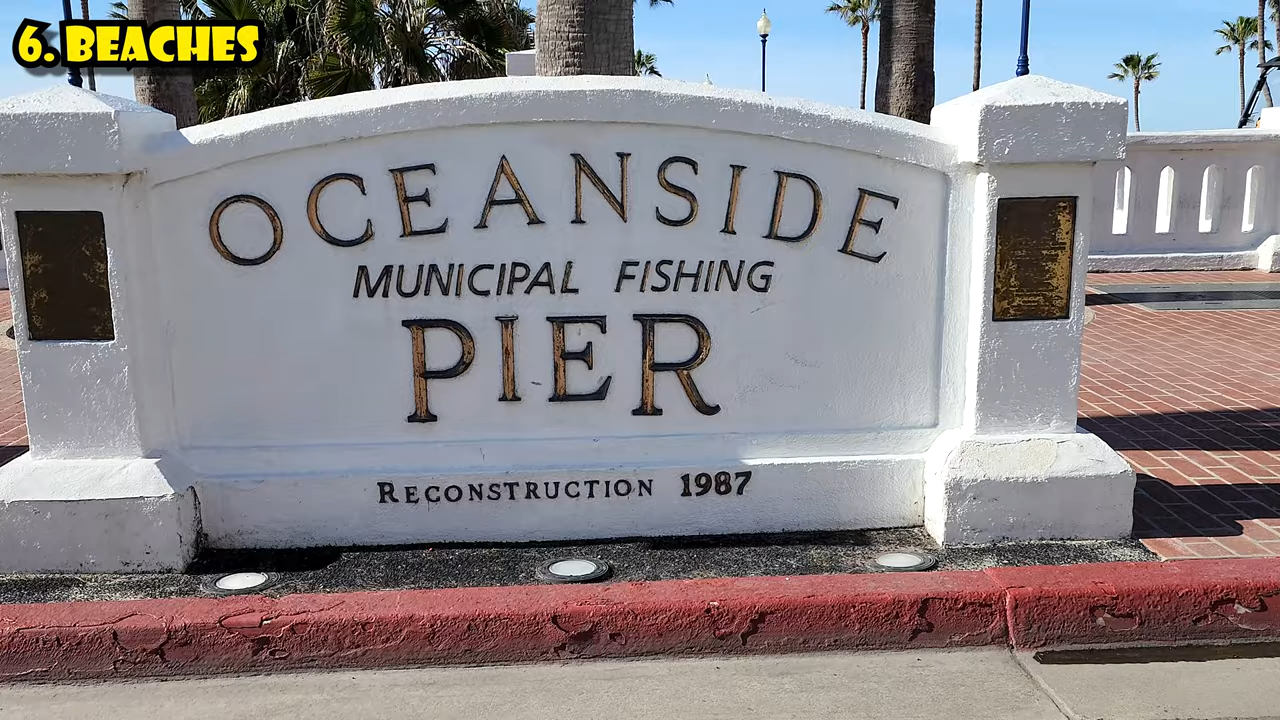 6. BEACHES
OCEANSIDE
MUNICIPAL FISHING
PIER
RECONSTRUCTION 1987